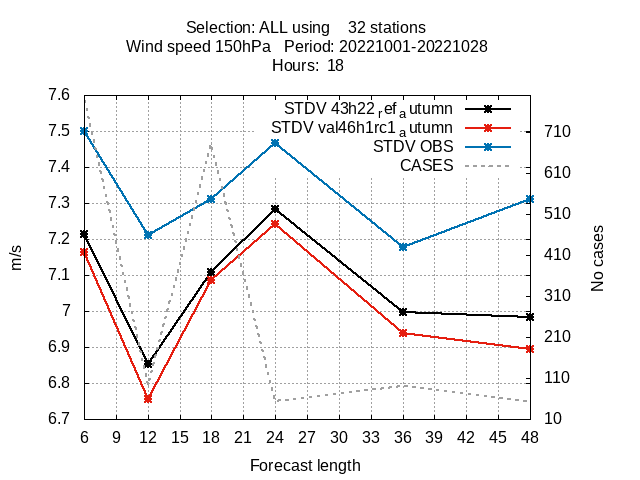 Selection: ALL using 32 stations
Wind speed 150hPa Period: 20221001-20221028
Hours: 18
STDV 43h22ref autumn
STDV val46h1rc1autumn
STDV OBS
CASES
7.6
7.5
7.4
7.3
7.2
7.1
7
6.9
6.8
6.7
m/s
710
610
510
410
310
210
110
10
No cases
6 9 12 15 18 21 24 27 30 33 36 39 42 45 48
Forecast length